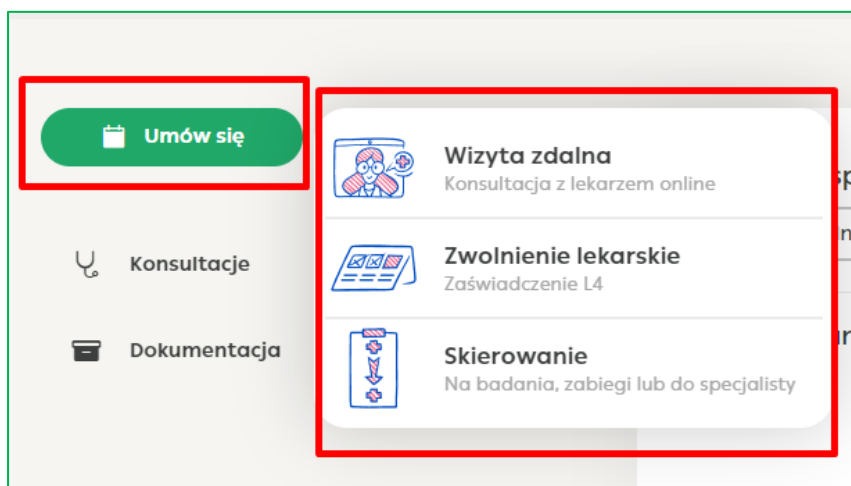 Umów się
Konsultacje
Dokumentacja
Wizyta zdalna
Konsultacja z lekarzem online
Zwolnienie lekarskie
Zaświadczenie L4
Skierowanie
Na badania, zabiegi lub do specjalisty